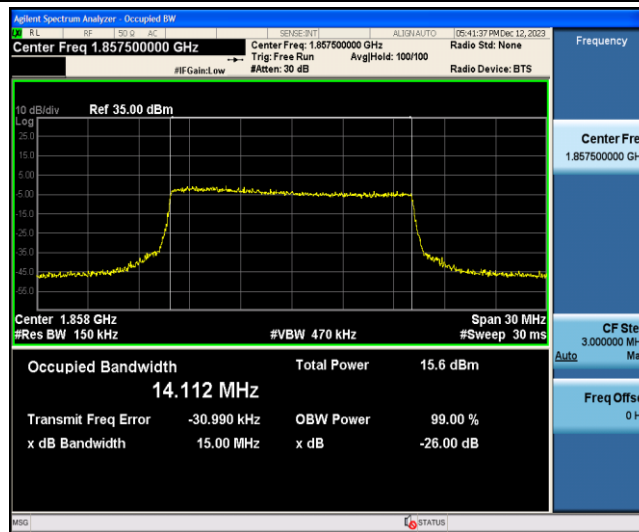 Agilent Spectrum Analyzer - Occupied BW
RL RF 50 Ω AC SENSE:INT ALIGN AUTO 05:41:37 PM Dec 12, 2023
Center Freq 1.857500000 GHz
Center Freq: 1.857500000 GHz
Radio Std: None
Trig: Free Run Avg|Hold: 100/100
#IFGain:Low #Atten: 30 dB Radio Device: BTS
Frequency
10 dB/div Ref 35.00 dBm
Log
25.0
15.0
5.00
-5.00
-15.0
-25.0
-35.0
-45.0
-55.0
Center Fre
1.857500000 GH
Center 1.858 GHz Span 30 MHz
#Res BW 150 kHz #VBW 470 kHz #Sweep 30 ms
CF Ste
3.000000 MH
Auto Ma
Occupied Bandwidth Total Power 15.6 dBm
14.112 MHz
Transmit Freq Error -30.990 kHz OBW Power 99.00 %
x dB Bandwidth 15.00 MHz x dB -26.00 dB
Freq Offse
0 H
MSG STATUS